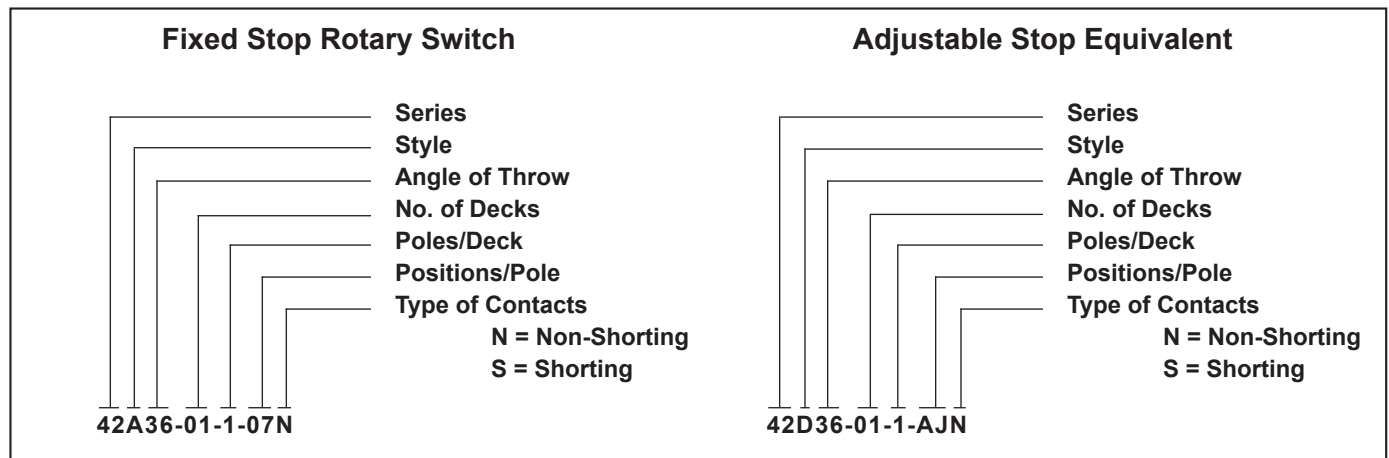 Fixed Stop Rotary Switch
Series
Style
Angle of Throw
No. of Decks
Poles/Deck
Positions/Pole
Type of Contacts
N = Non-Shorting
S = Shorting
42A36-01-1-07N
Adjustable Stop Equivalent
Series
Style
Angle of Throw
No. of Decks
Poles/Deck
Positions/Pole
Type of Contacts
N = Non-Shorting
S = Shorting
42D36-01-1-AJN